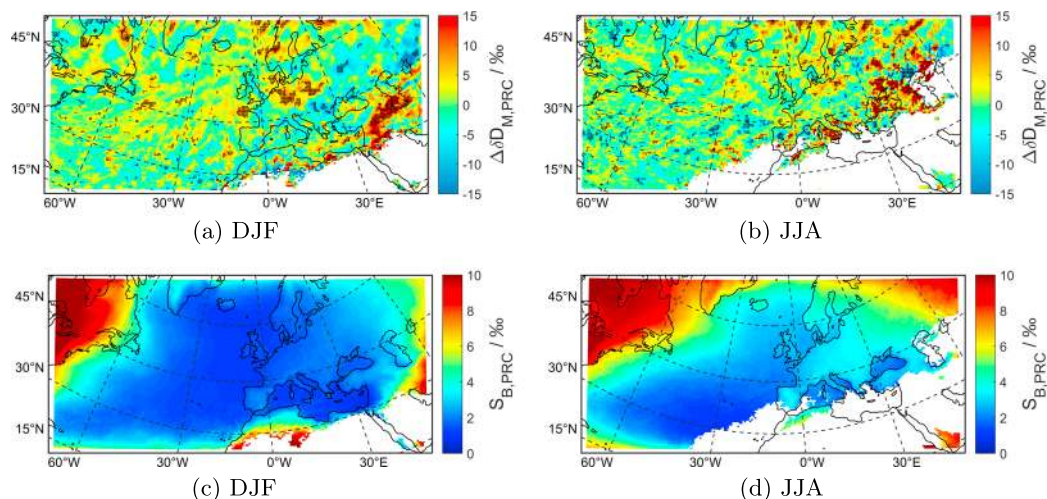 45°N
30°N
15°N
60°W
30°W
0°W
30°E
15
10
5
0
-5
-10
-15
ΔδD_M,PRC / ‰
(a) DJF
45°N
30°N
15°N
60°W
30°W
0°W
30°E
15
10
5
0
-5
-10
-15
ΔδD_M,PRC / ‰
(b) JJA
45°N
30°N
15°N
60°W
30°W
0°W
30°E
10
8
6
4
2
0
S_B,PRC / ‰
(c) DJF
45°N
30°N
15°N
60°W
30°W
0°W
30°E
10
8
6
4
2
0
S_B,PRC / ‰
(d) JJA